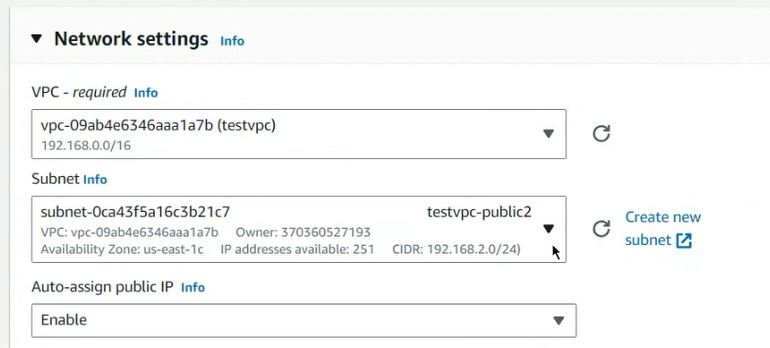 Network settings Info
VPC - required Info
vpc-09ab4e6346aaa1a7b (testvpc)
192.168.0.0/16
Subnet Info
subnet-0ca43f5a16c3b21c7 testvpc-public2
VPC: vpc-09ab4e6346aaa1a7b Owner: 370360527193
Availability Zone: us-east-1c IP addresses available: 251 CIDR: 192.168.2.0/24)
Create new
subnet
Auto-assign public IP Info
Enable